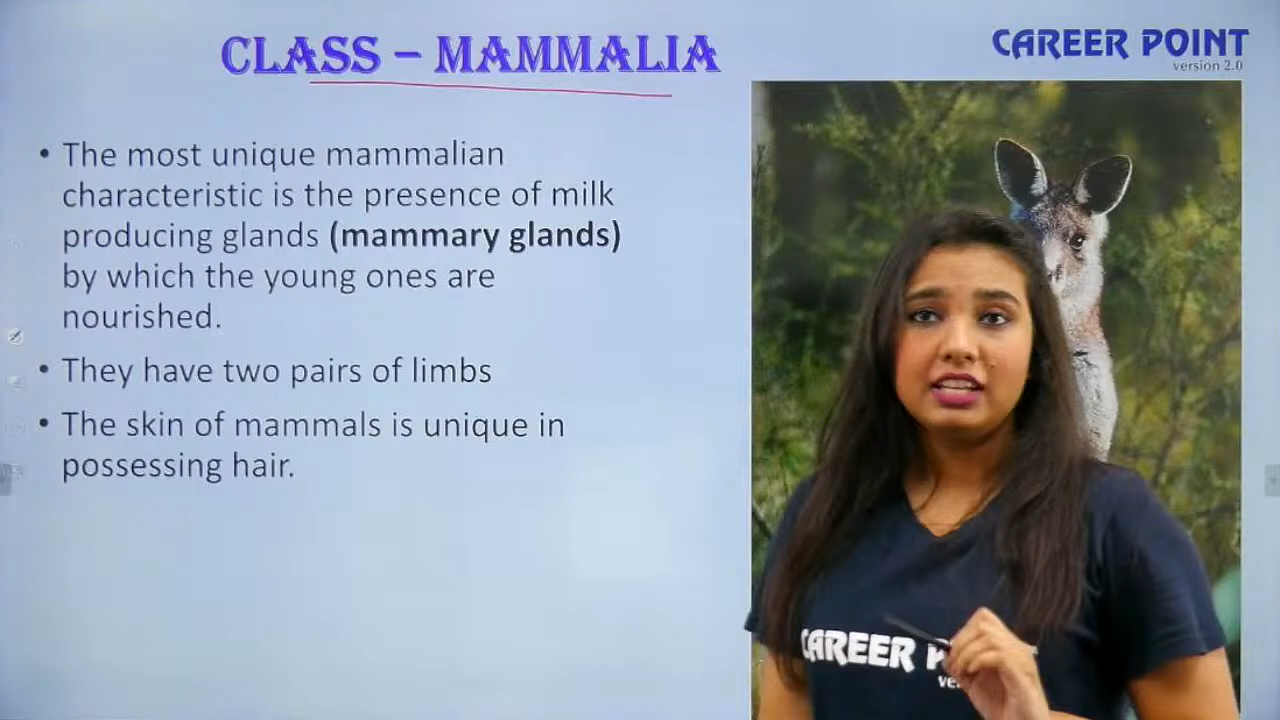 CLASS – MAMMALIA
CAREER POINT
version 2.0
• The most unique mammalian
characteristic is the presence of milk
producing glands (mammary glands)
by which the young ones are
nourished.
• They have two pairs of limbs
• The skin of mammals is unique in
possessing hair.
CAREER